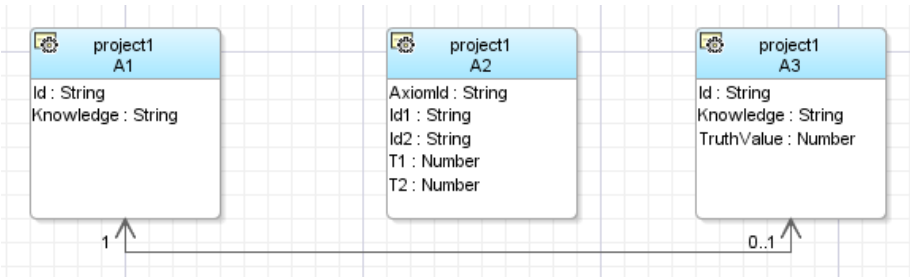 project1
A1
Id : String
Knowledge : String
project1
A2
AxiomId : String
Id1 : String
Id2 : String
T1 : Number
T2 : Number
project1
A3
Id : String
Knowledge : String
TruthValue : Number
1
0..1